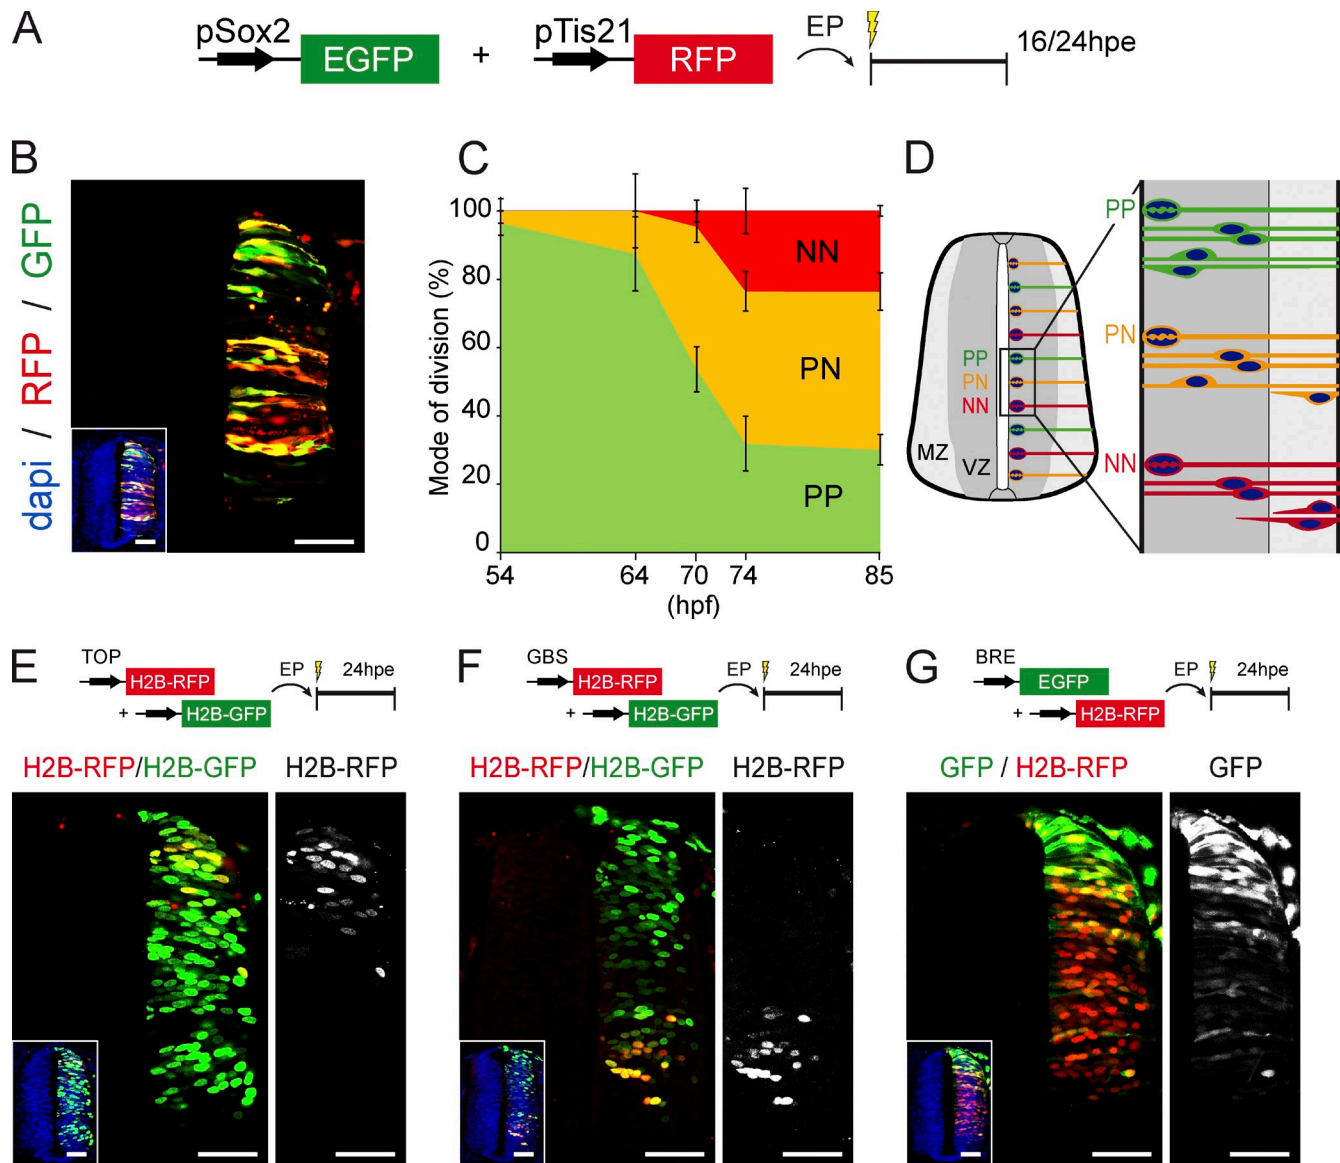 A
pSox2
EGFP
+
pTis21
RFP
EP
16/24hpe
B
dapi / RFP / GFP
C
Mode of division (%)
100
80
60
40
20
0
NN
PN
PP
54 64 70 74 85
(hpf)
D
PP
PN
NN
MZ
VZ
PP
PN
NN
E
TOP
H2B-RFP
+
H2B-GFP
EP
24hpe
H2B-RFP/H2B-GFP
H2B-RFP
F
GBS
H2B-RFP
+
H2B-GFP
EP
24hpe
H2B-RFP/H2B-GFP
H2B-RFP
G
BRE
EGFP
+
H2B-RFP
EP
24hpe
GFP / H2B-RFP
GFP